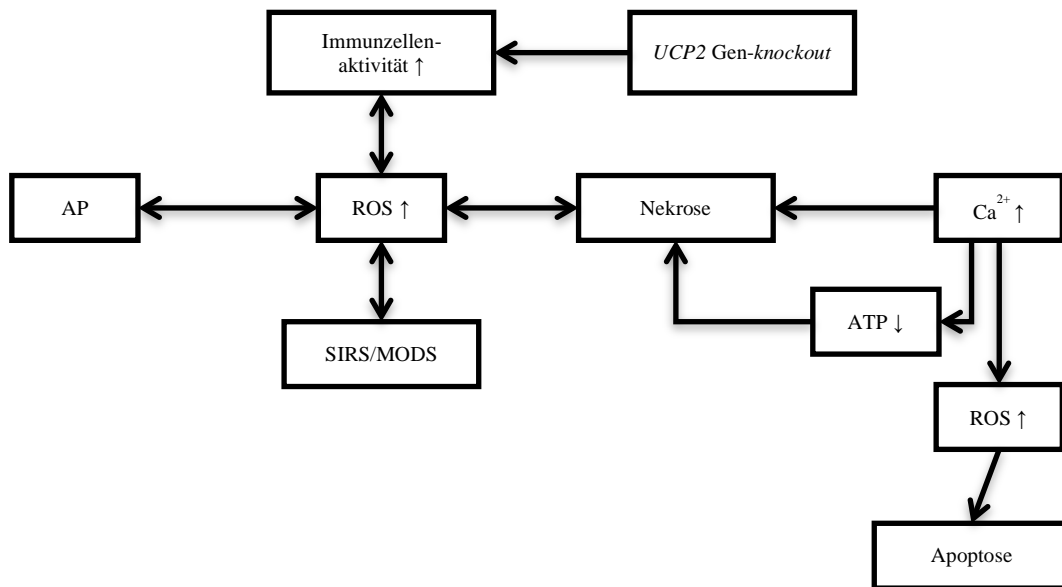 Immunzellen-
aktivität ↑
UCP2 Gen-knockout
AP
ROS ↑
Nekrose
Ca²⁺ ↑
ATP ↓
SIRS/MODS
ROS ↑
Apoptose